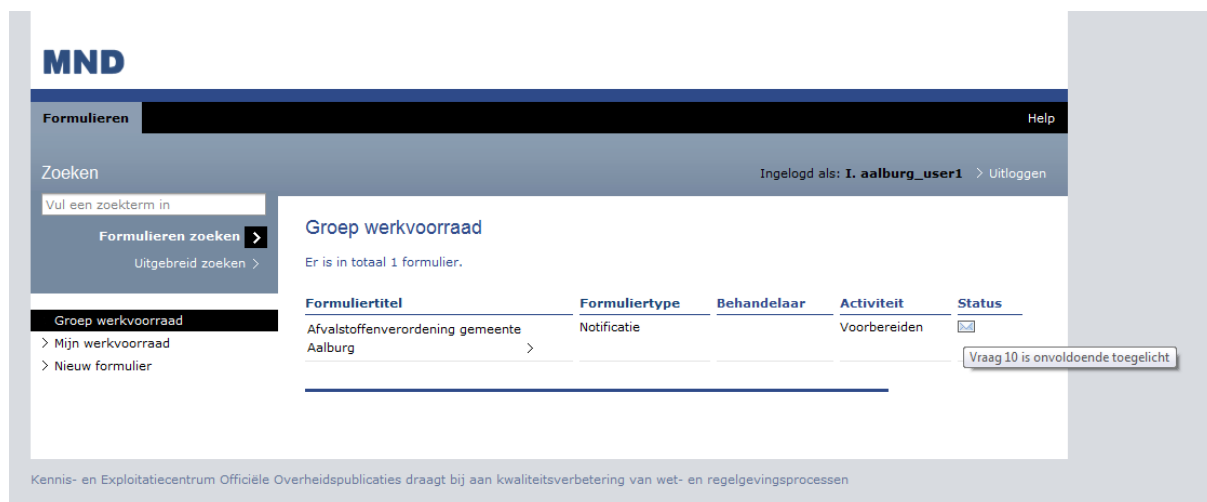 MND
Formulieren
Help
Zoeken
Ingelogd als: I. aalburg_user1 > Uitloggen
Vul een zoekterm in
Formulieren zoeken >
Uitgebreid zoeken >
Groep werkvoorraad
> Mijn werkvoorraad
> Nieuw formulier
Groep werkvoorraad
Er is in totaal 1 formulier.
Formuliertitel Formuliertype Behandelaar Activiteit Status
Afvalstoffenverordening gemeente Notificatie Voorbereiden
Aalburg >
Vraag 10 is onvoldoende toegelicht
Kennis- en Exploitatiecentrum Officiële Overheidspublicaties draagt bij aan kwaliteitsverbetering van wet- en regelgevingsprocessen